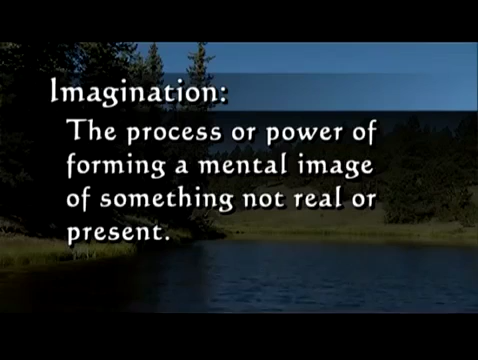 Imagination:
The process or power of
forming a mental image
of something not real or
present.